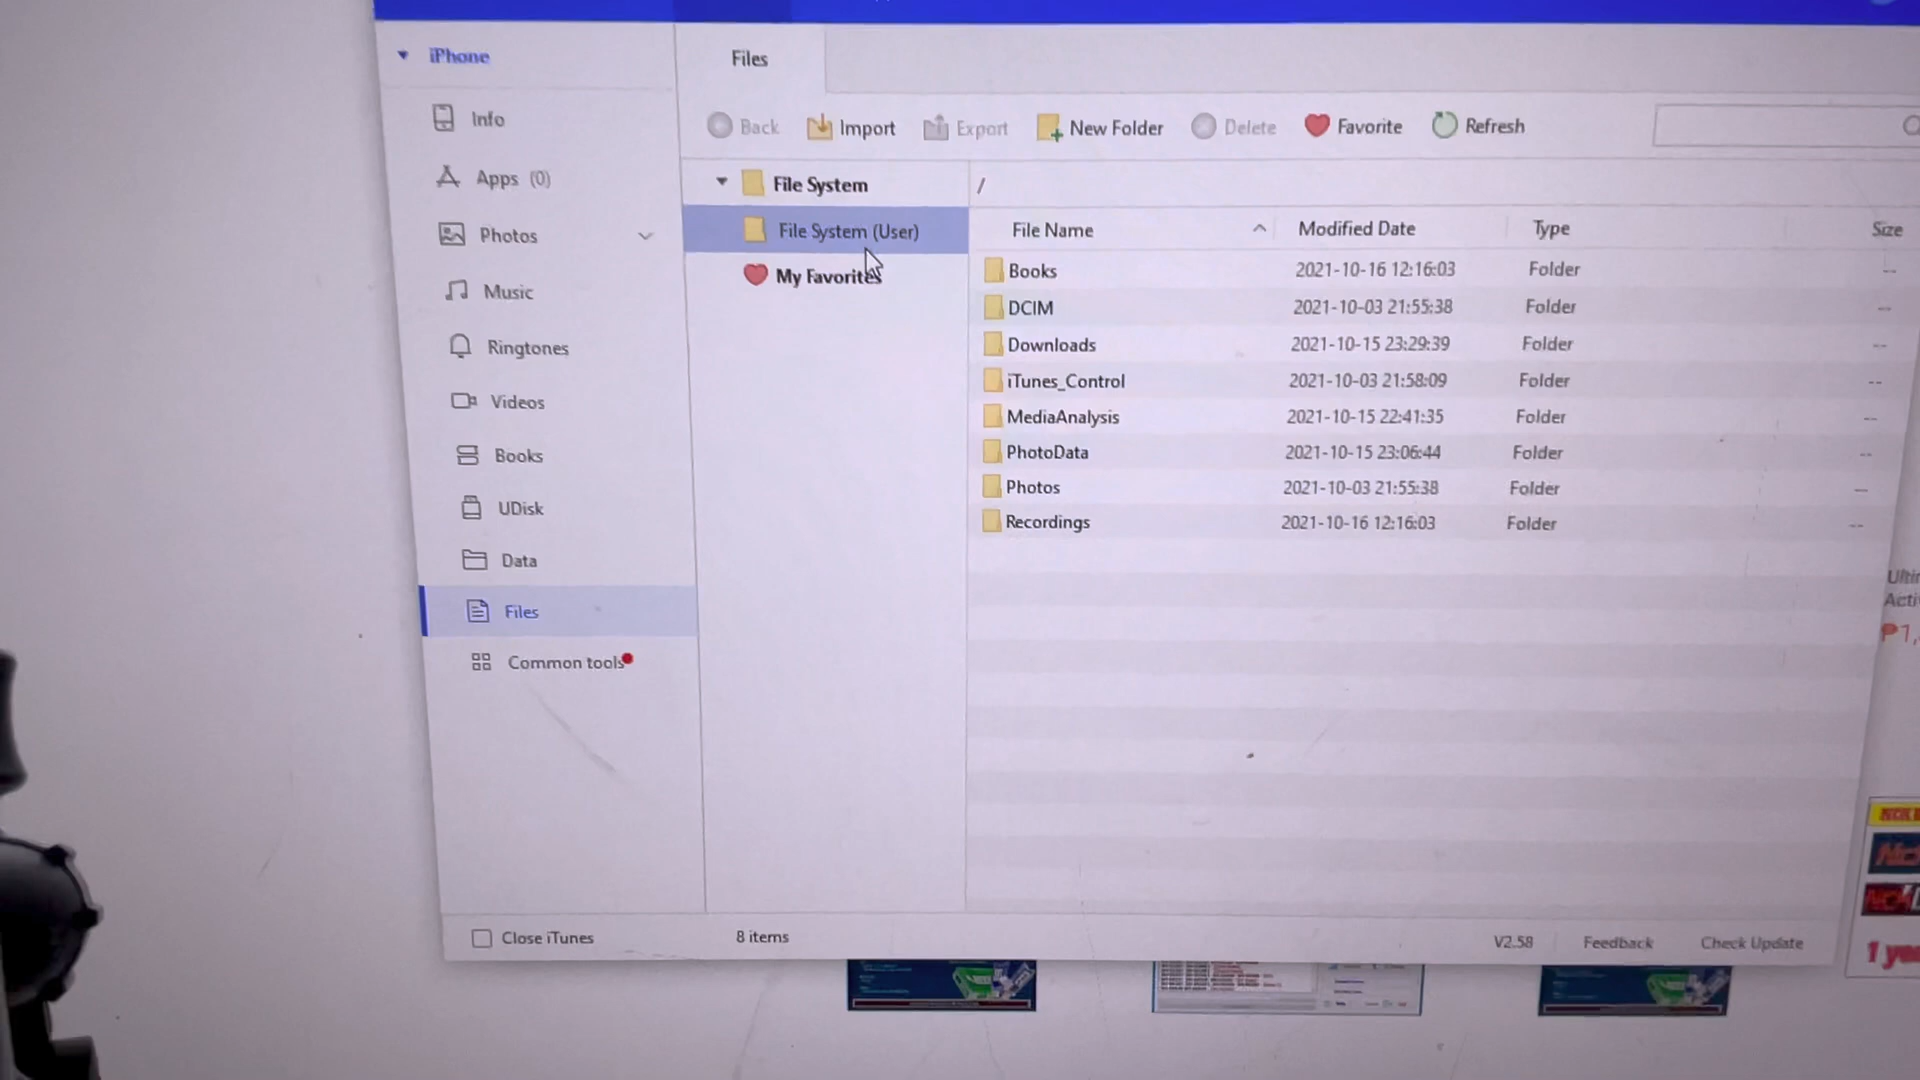 iPhone
Files
Info
Back Import Export New Folder Delete Favorite Refresh
Apps (0)
File System
/
Photos
File System (User)
File Name Modified Date Type Size
My Favorites
Books 2021-10-16 12:16:03 Folder --
Music
DCIM 2021-10-03 21:55:38 Folder --
Ringtones
Downloads 2021-10-15 23:29:39 Folder --
iTunes_Control 2021-10-03 21:58:09 Folder --
Videos
MediaAnalysis 2021-10-15 22:41:35 Folder --
Books
PhotoData 2021-10-15 23:06:44 Folder --
Photos 2021-10-03 21:55:38 Folder --
UDisk
Recordings 2021-10-16 12:16:03 Folder --
Data
Files
Common tools
Close iTunes
8 items
V2.58 Feedback Check Update